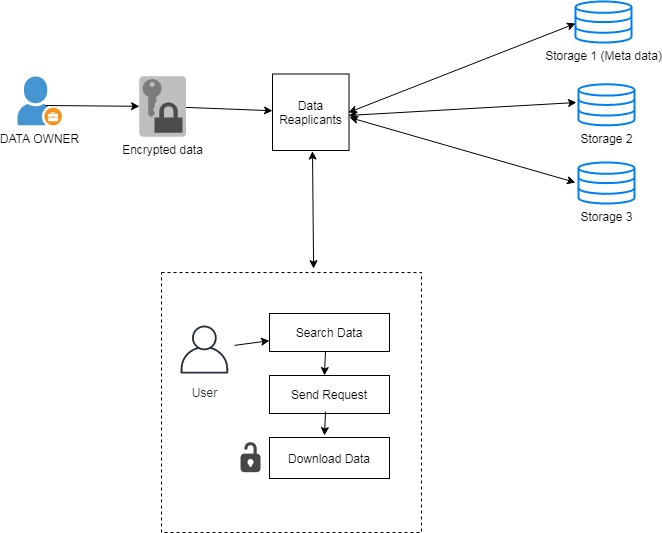 Storage 1 (Meta data)
Data
Reaplicants
DATA OWNER
Encrypted data
Storage 2
Storage 3
Search Data
User
Send Request
Download Data